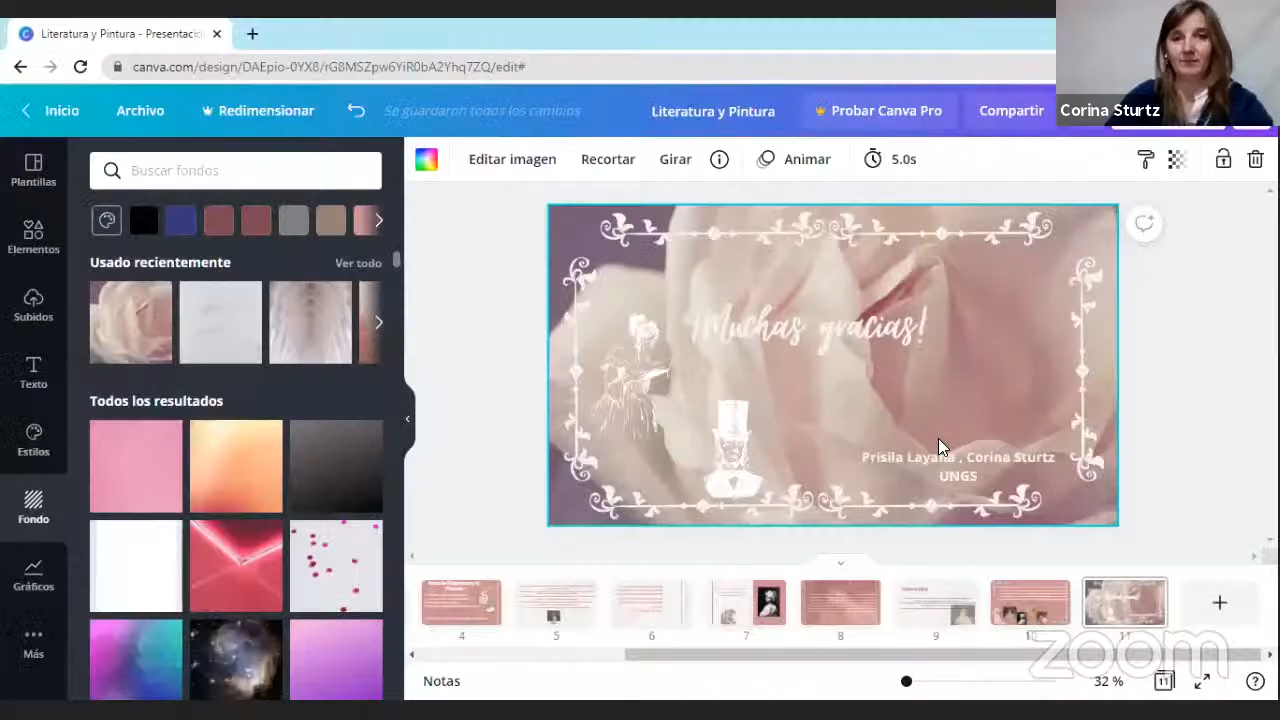 Literatura y Pintura - Presentació
canva.com/design/DAEpio-0YX8/rG8MSZpw6YiR0bA2Yhq7ZQ/edit#
Corina Sturtz
Inicio
Archivo
Redimensionar
Se guardaron todos los cambios
Literatura y Pintura
Probar Canva Pro
Compartir
Plantillas
Elementos
Subidos
Texto
Estilos
Fondo
Gráficos
Más
Buscar fondos
Usado recientemente
Ver todo
Todos los resultados
Editar imagen
Recortar
Girar
Animar
5.0s
¡Muchas gracias!
Prisila Layana , Corina Sturtz
UNGS
4
5
6
7
8
9
10
11
zoom
Notas
32 %
11